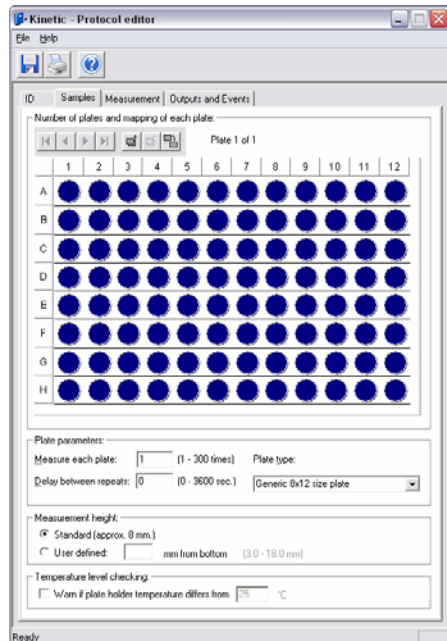 Kinetic - Protocol editor
File Help
ID Samples Measurement Outputs and Events
Number of plates and mapping of each plate:
Plate 1 of 1
1 2 3 4 5 6 7 8 9 10 11 12
A
B
C
D
E
F
G
H
Plate parameters:
Measure each plate: 1 (1 - 300 times) Plate type:
Delay between repeats: 0 (0 - 3600 sec.) Generic 8x12 size plate
Measurement height:
Standard (approx. 8 mm.)
User defined: mm from bottom (3.0 - 18.0 mm)
Temperature level checking:
Warn if plate holder temperature differs from 25 °C
Ready